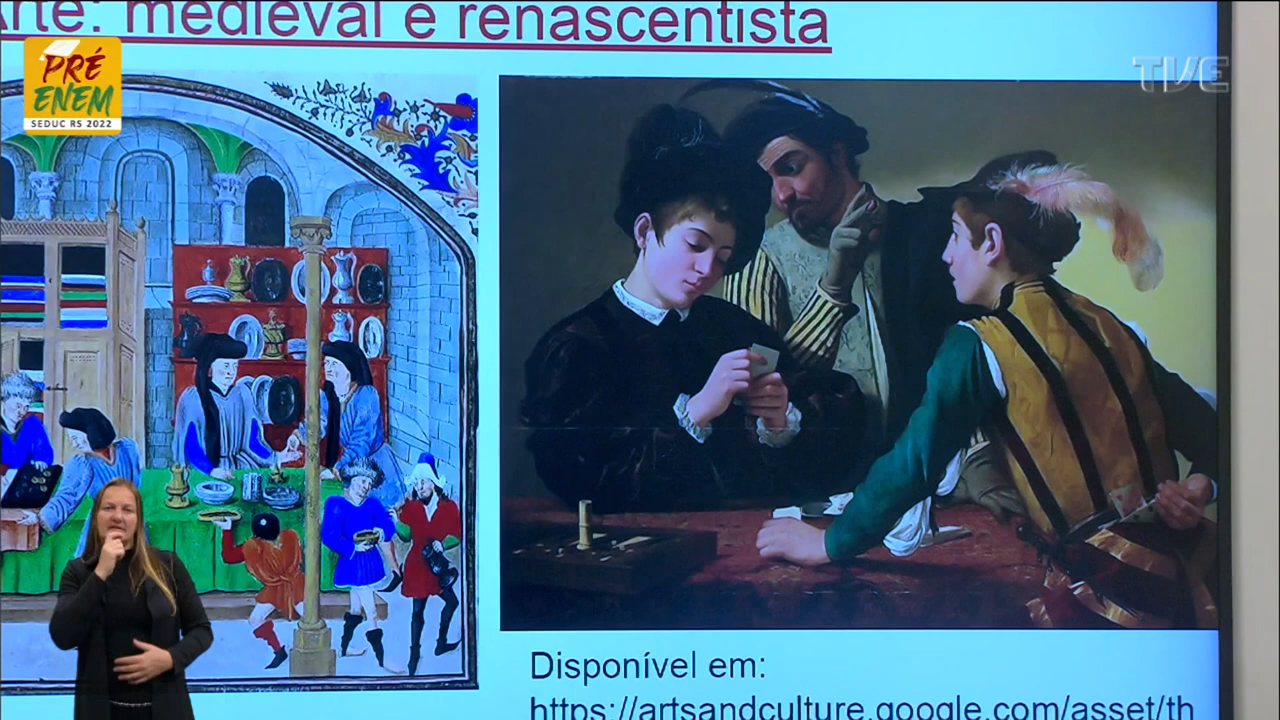 Arte: medieval e renascentista
PRÉ
ENEM
SEDUC RS 2022
TVE
Disponível em:
https://artsandculture.google.com/asset/th